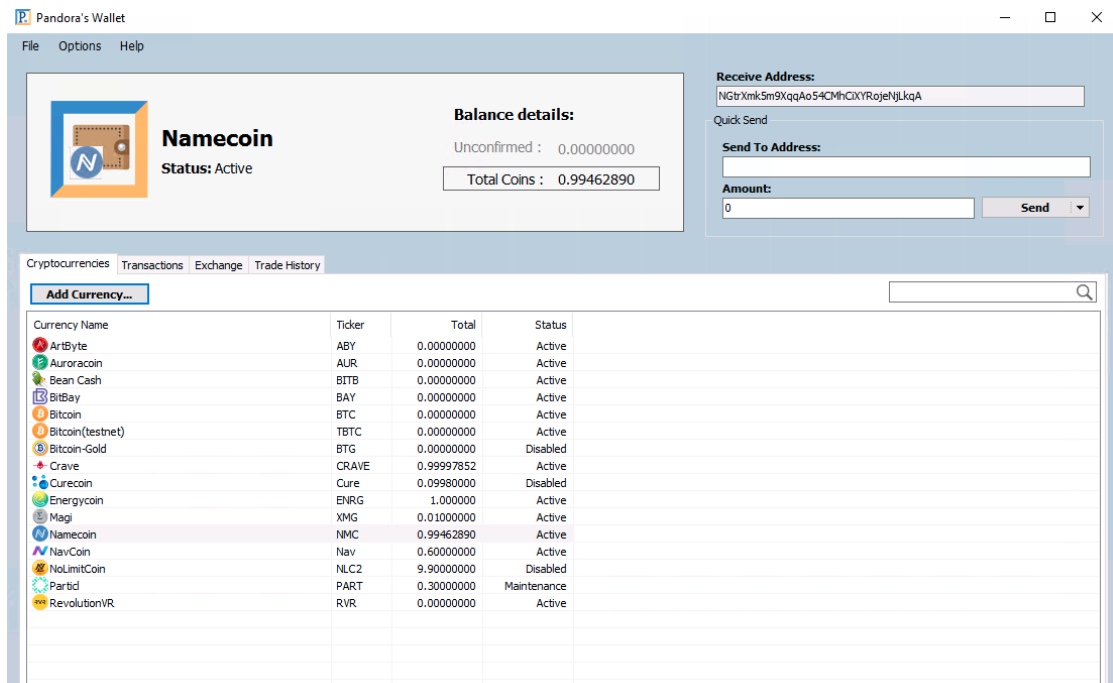 Pandora's Wallet
File Options Help
Namecoin
Status: Active
Balance details:
Unconfirmed : 0.00000000
Total Coins : 0.99462890
Receive Address:
NGtrXmk5m9XqqAo54CMhCiXYRojeNjLkqA
Quick Send
Send To Address:
Amount:
0
Send
Cryptocurrencies Transactions Exchange Trade History
Add Currency...
Currency Name Ticker Total Status
ArtByte ABY 0.00000000 Active
Auroracoin AUR 0.00000000 Active
Bean Cash BITB 0.00000000 Active
BitBay BAY 0.00000000 Active
Bitcoin BTC 0.00000000 Active
Bitcoin(testnet) TBTC 0.00000000 Active
Bitcoin-Gold BTG 0.00000000 Disabled
Crave CRAVE 0.99997852 Active
Curecoin Cure 0.09980000 Disabled
Energycoin ENRG 1.000000 Active
Magi XMG 0.01000000 Active
Namecoin NMC 0.99462890 Active
NavCoin Nav 0.60000000 Active
NoLimitCoin NLC2 9.90000000 Disabled
Particl PART 0.30000000 Maintenance
RevolutionVR RVR 0.00000000 Active